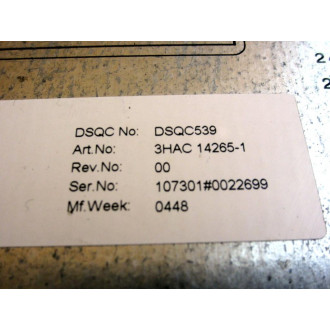 DSQC No: DSQC539
Art.No: 3HAC 14265-1
Rev.No: 00
Ser.No: 107301#0022699
Mf.Week: 0448